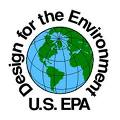 Design for the Environment
U.S. EPA